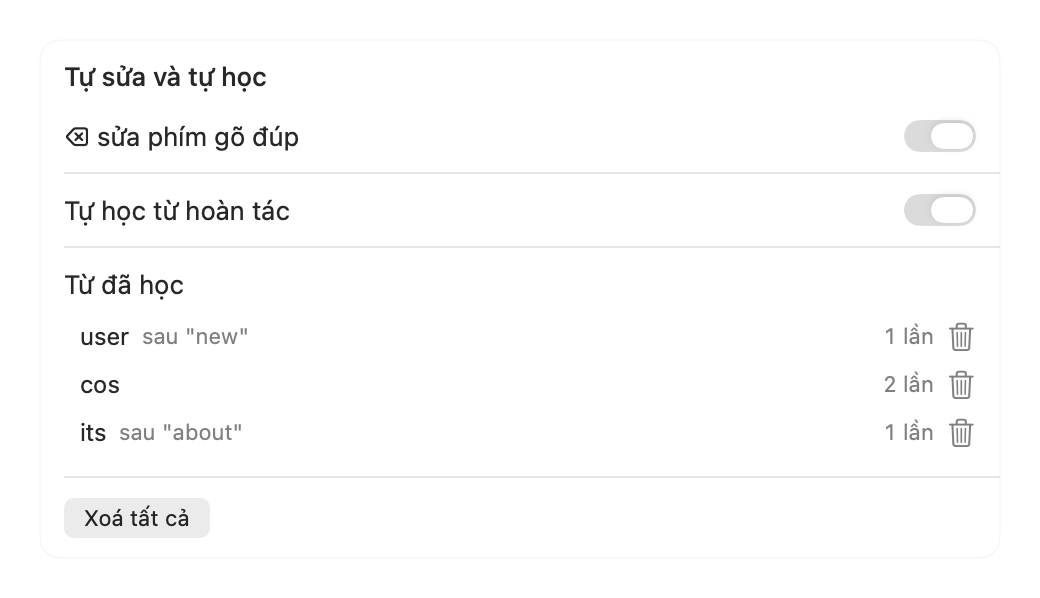 Tự sửa và tự học
⌫ sửa phím gõ đúp
Tự học từ hoàn tác
Từ đã học
user sau "new" 1 lần
cos 2 lần
its sau "about" 1 lần
Xoá tất cả